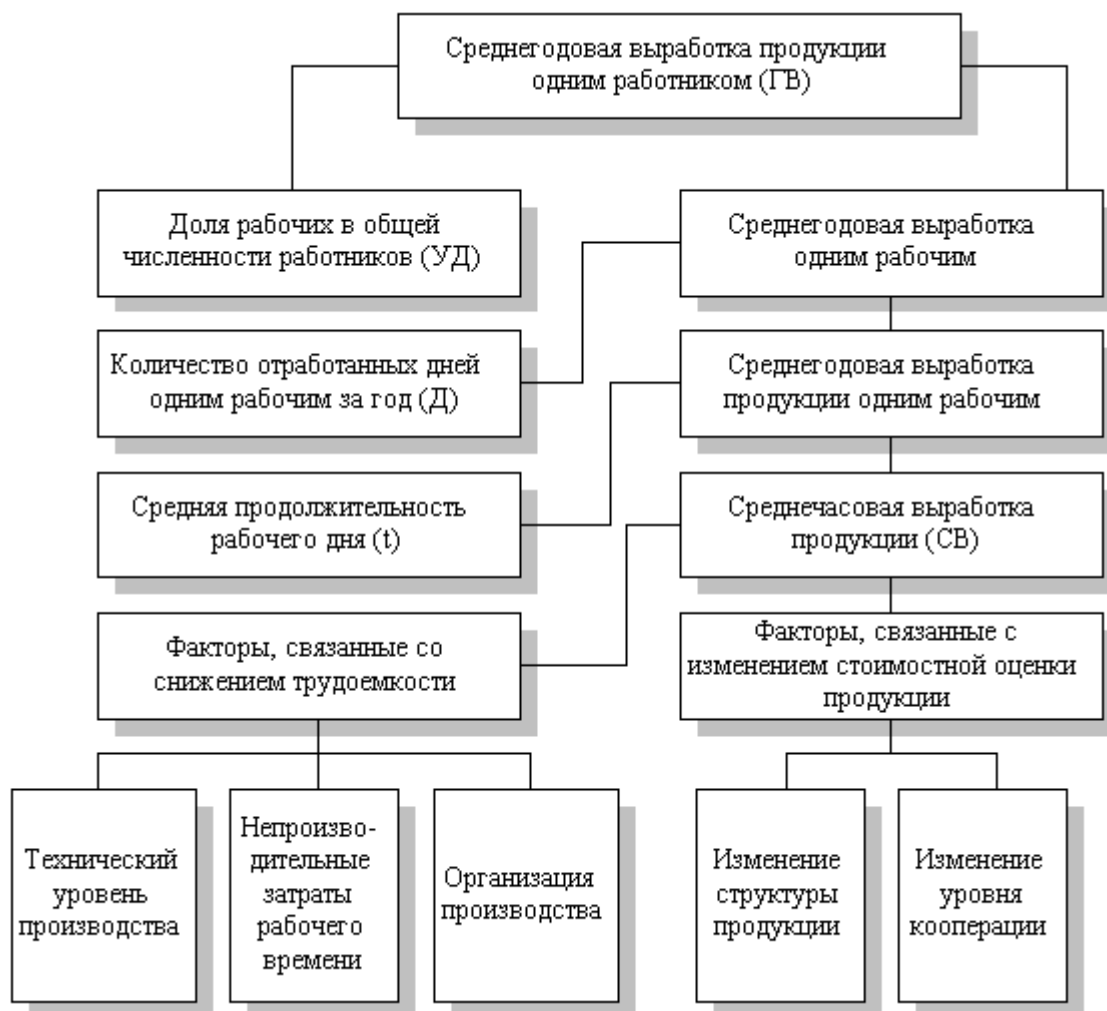 Среднегодовая выработка продукции
одним работником (ГВ)
Доля рабочих в общей
численности работников (УД)
Среднегодовая выработка
одним рабочим
Количество отработанных дней
одним рабочим за год (Д)
Среднегодовая выработка
продукции одним рабочим
Средняя продолжительность
рабочего дня (t)
Среднечасовая выработка
продукции (СВ)
Факторы, связанные со
снижением трудоемкости
Факторы, связанные с
изменением стоимостной оценки
продукции
Технический
уровень
производства
Непроизво-
дительные
затраты
рабочего
времени
Организация
производства
Изменение
структуры
продукции
Изменение
уровня
кооперации